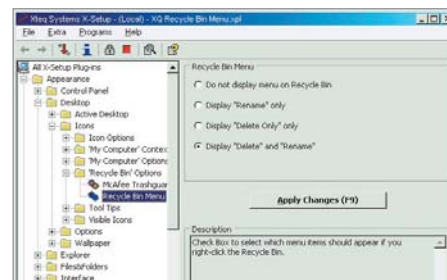 Xteq Systems X-Setup - (Local) - XQ Recycle Bin Menu.xpl
File Extra Programs Help
All X-Setup Plug-ins
Appearance
Control Panel
Desktop
Active Desktop
Icons
Icon Options
'My Computer' Contex
'My Computer' Options
'Recycle Bin' Options
McAfee Trashguar
Recycle Bin Menu
Tool Tips
Visible Icons
Options
Wallpaper
Explorer
Files&Folders
Interface
Recycle Bin Menu
Do not display menu on Recycle Bin
Display "Rename" only
Display "Delete Only" only
Display "Delete" and "Rename"
Apply Changes (F9)
Description
Check Box to select which menu items should appear if you
right-click the Recycle Bin.